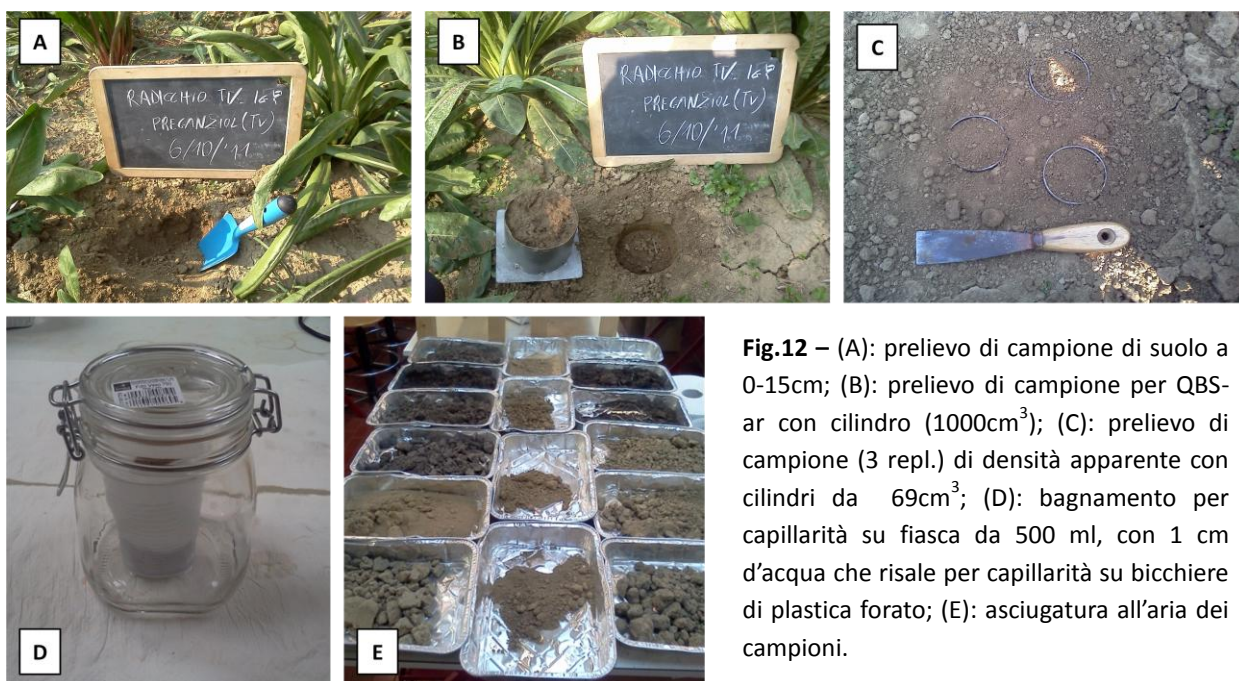 A
RADICCHIO TV IGP
PREGANZIOL (TV)
6/10/'11
B
RADICCHIO TV IGP
PREGANZIOL (TV)
6/10/'11
C
D
E
Fig.12 – (A): prelievo di campione di suolo a
0-15cm; (B): prelievo di campione per QBS-
ar con cilindro (1000cm³); (C): prelievo di
campione (3 repl.) di densità apparente con
cilindri da 69cm³; (D): bagnamento per
capillarità su fiasca da 500 ml, con 1 cm
d'acqua che risale per capillarità su bicchiere
di plastica forato; (E): asciugatura all'aria dei
campioni.